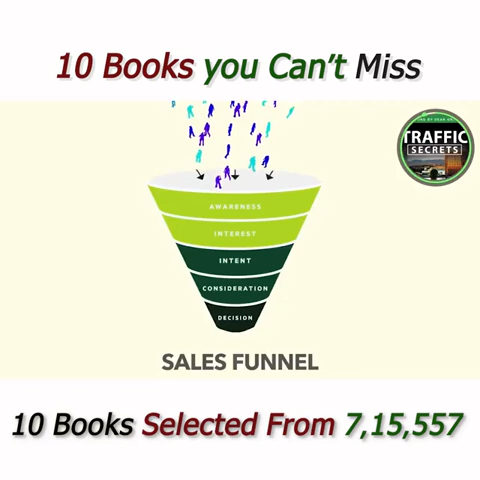 10 Books you Can't Miss
TRAFFIC
SECRETS
AWARENESS
INTEREST
INTENT
CONSIDERATION
DECISION
SALES FUNNEL
10 Books Selected From 7,15,557